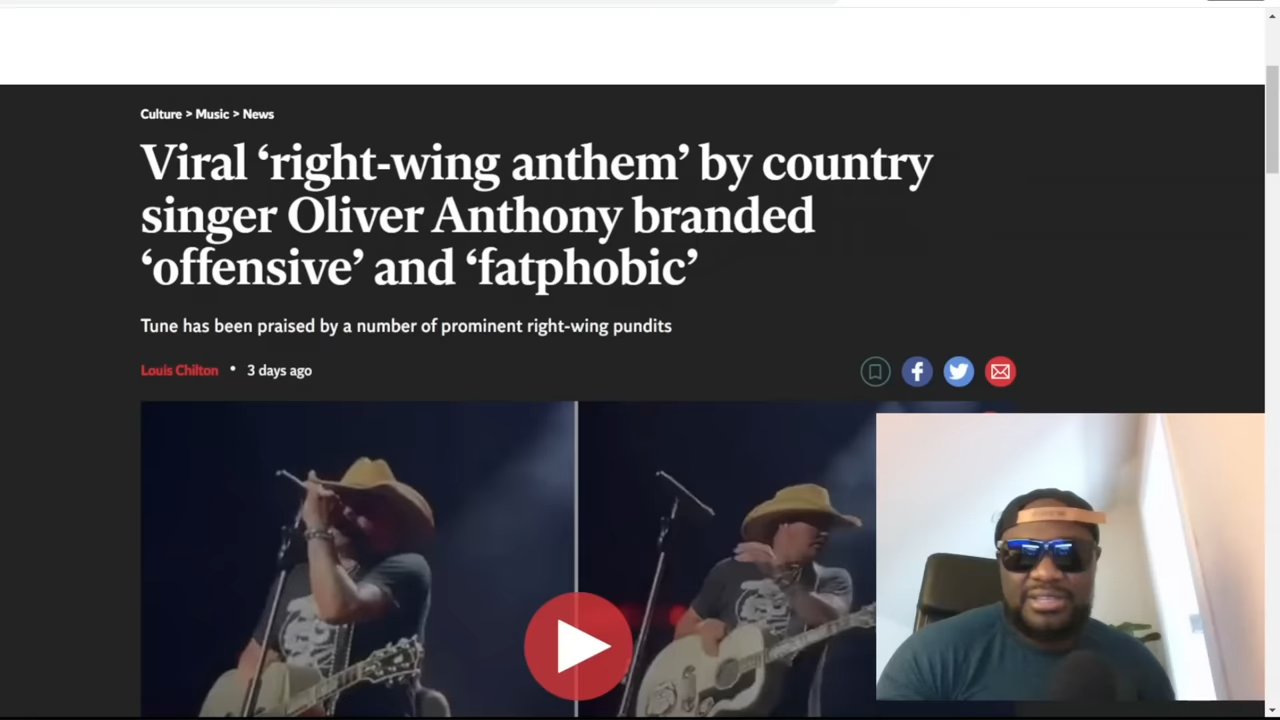 Culture > Music > News
Viral ‘right-wing anthem’ by country
singer Oliver Anthony branded
‘offensive’ and ‘fatphobic’
Tune has been praised by a number of prominent right-wing pundits
Louis Chilton • 3 days ago